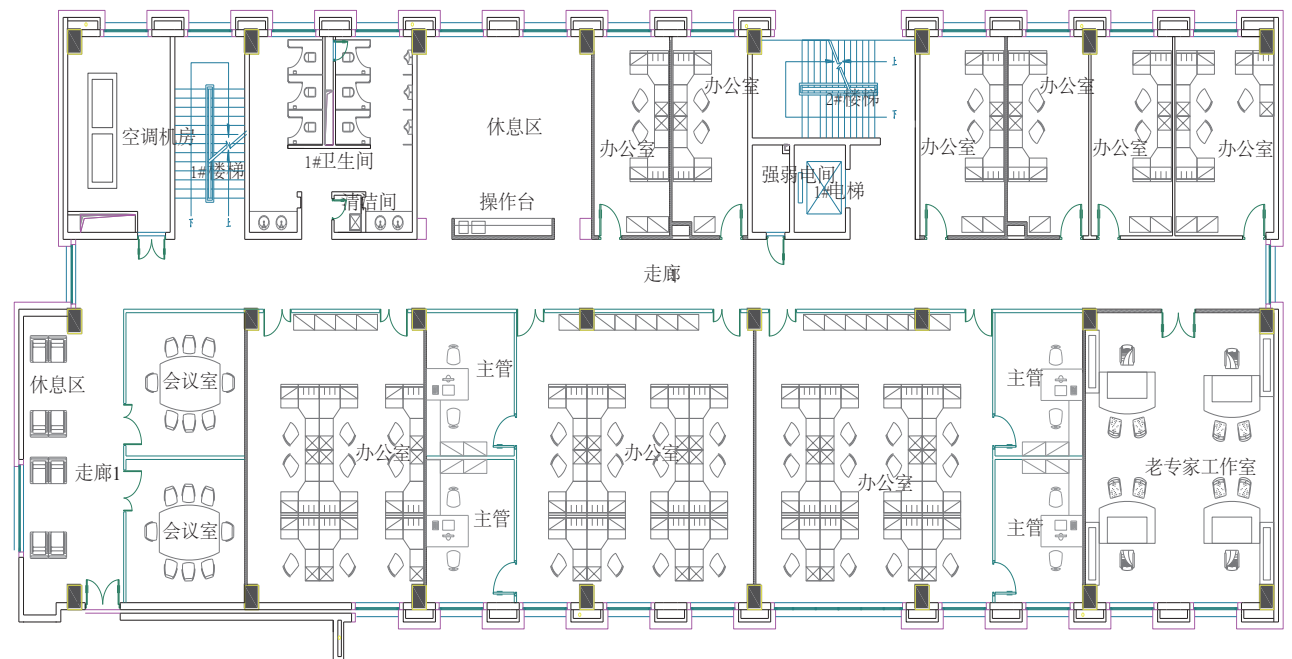 办公室
办公室
2#楼梯
上
下
空调机房
休息区
1#卫生间
1#楼梯
办公室
办公室
办公室
办公室
强弱电间
1#电梯
清洁间
操作台
下
上
走廊
休息区
会议室
主管
主管
办公室
办公室
办公室
走廊1
老专家工作室
会议室
主管
主管